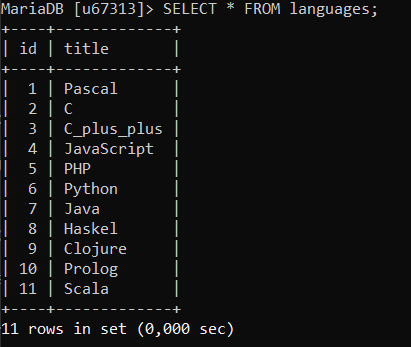 MariaDB [u67313]> SELECT * FROM languages;
+----+-------------+
| id | title       |
+----+-------------+
|  1 | Pascal      |
|  2 | C           |
|  3 | C_plus_plus |
|  4 | JavaScript  |
|  5 | PHP         |
|  6 | Python      |
|  7 | Java        |
|  8 | Haskel      |
|  9 | Clojure     |
| 10 | Prolog      |
| 11 | Scala       |
+----+-------------+
11 rows in set (0,000 sec)